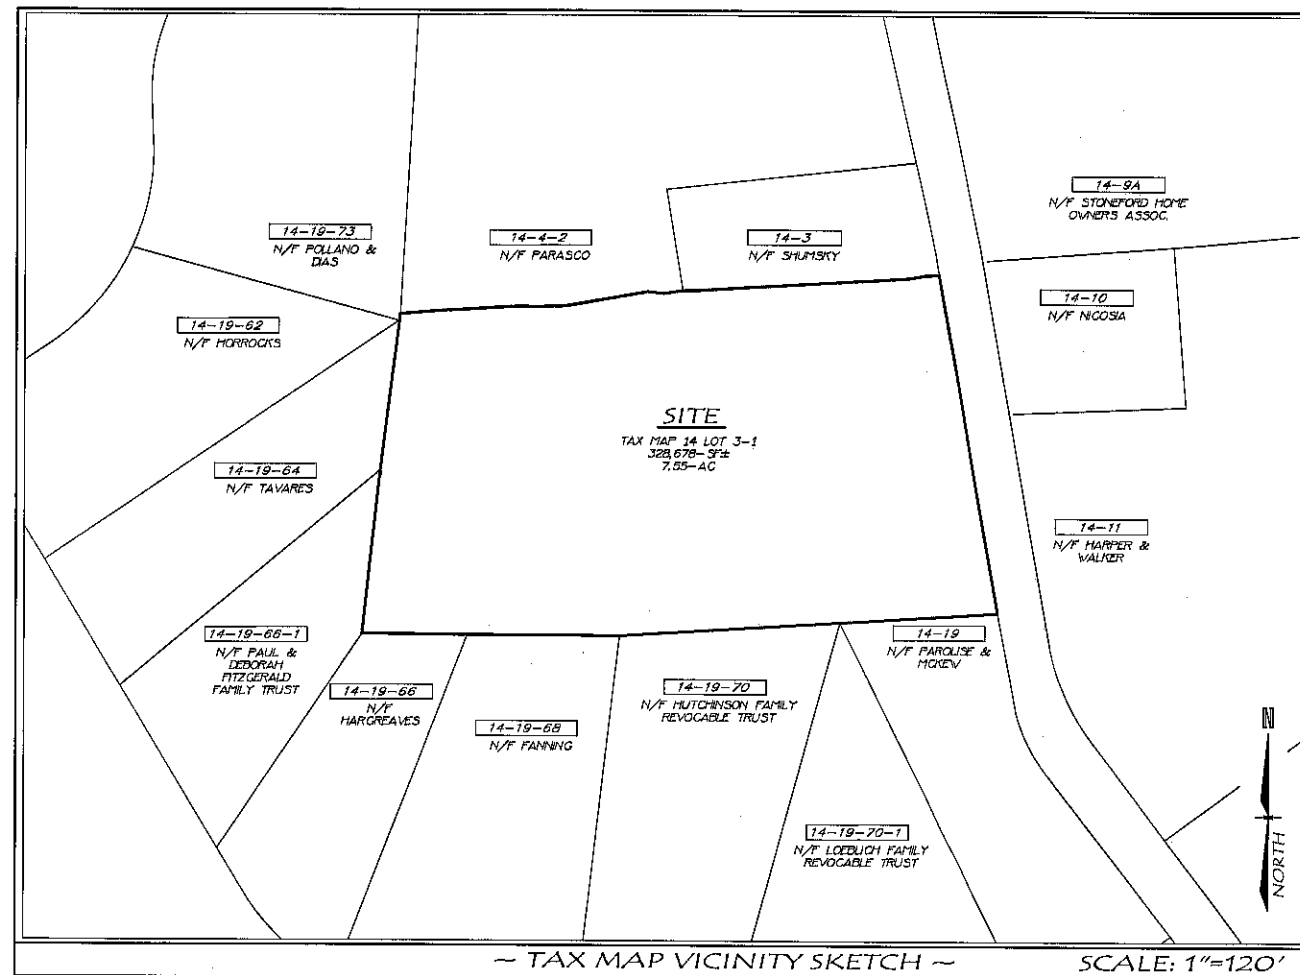 14-9A
N/F STONEFORD HOME
OWNERS ASSOC.
14-19-73
N/F POLLANO &
DIAS
14-4-2
N/F PARASCO
14-3
N/F SHUMSKY
14-10
N/F NICOSIA
14-19-62
N/F HORROCKS
SITE
TAX MAP 14 LOT 3-1
328,678-SF±
7.55-AC
14-19-64
N/F TAVARES
14-11
N/F HARPER &
WALKER
14-19-66-1
N/F PAUL &
DEBORAH
FITZGERALD
FAMILY TRUST
14-19
N/F PAROLISE &
MCKEW
14-19-66
N/F
HARGREAVES
14-19-70
N/F HUTCHINSON FAMILY
REVOCABLE TRUST
14-19-68
N/F FANNING
N
NORTH
14-19-70-1
N/F LOEBLICH FAMILY
REVOCABLE TRUST
~ TAX MAP VICINITY SKETCH ~
SCALE: 1"=120'